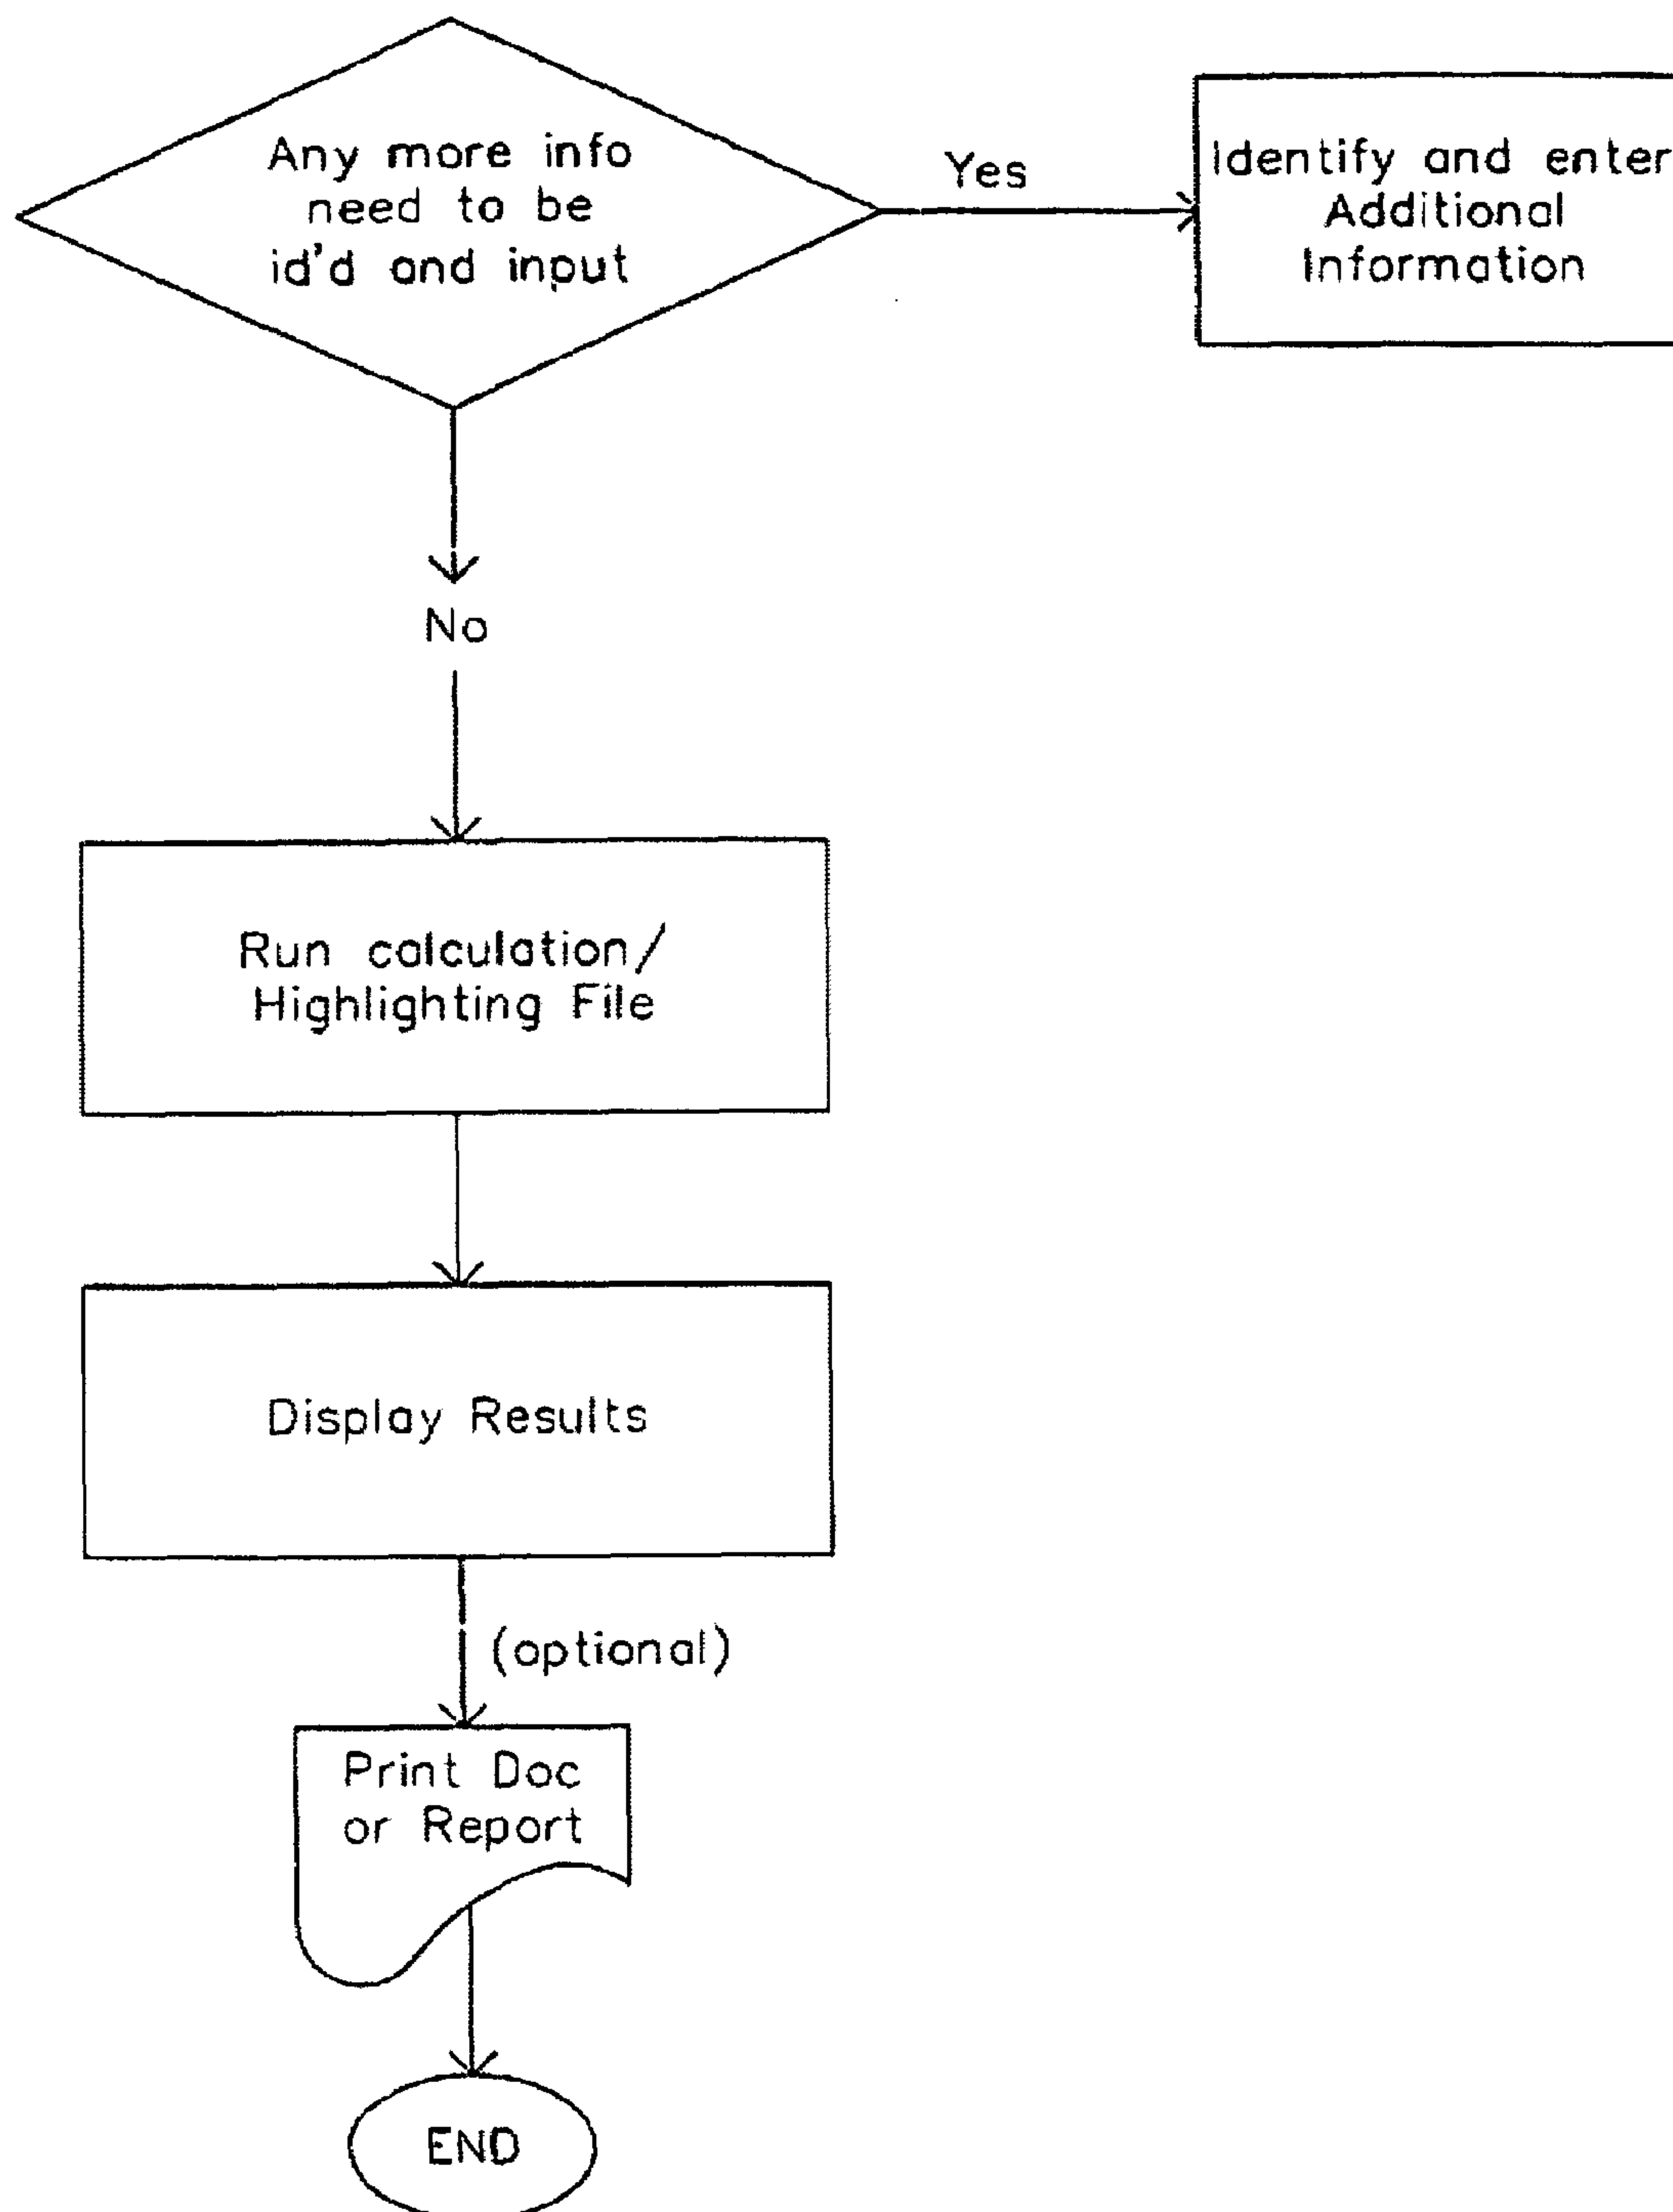 Any more info
need to be
id'd and input
Yes
Identify and enter
Additional
Information
No
Run calculation/
Highlighting File
Display Results
(optional)
Print Doc
or Report
END